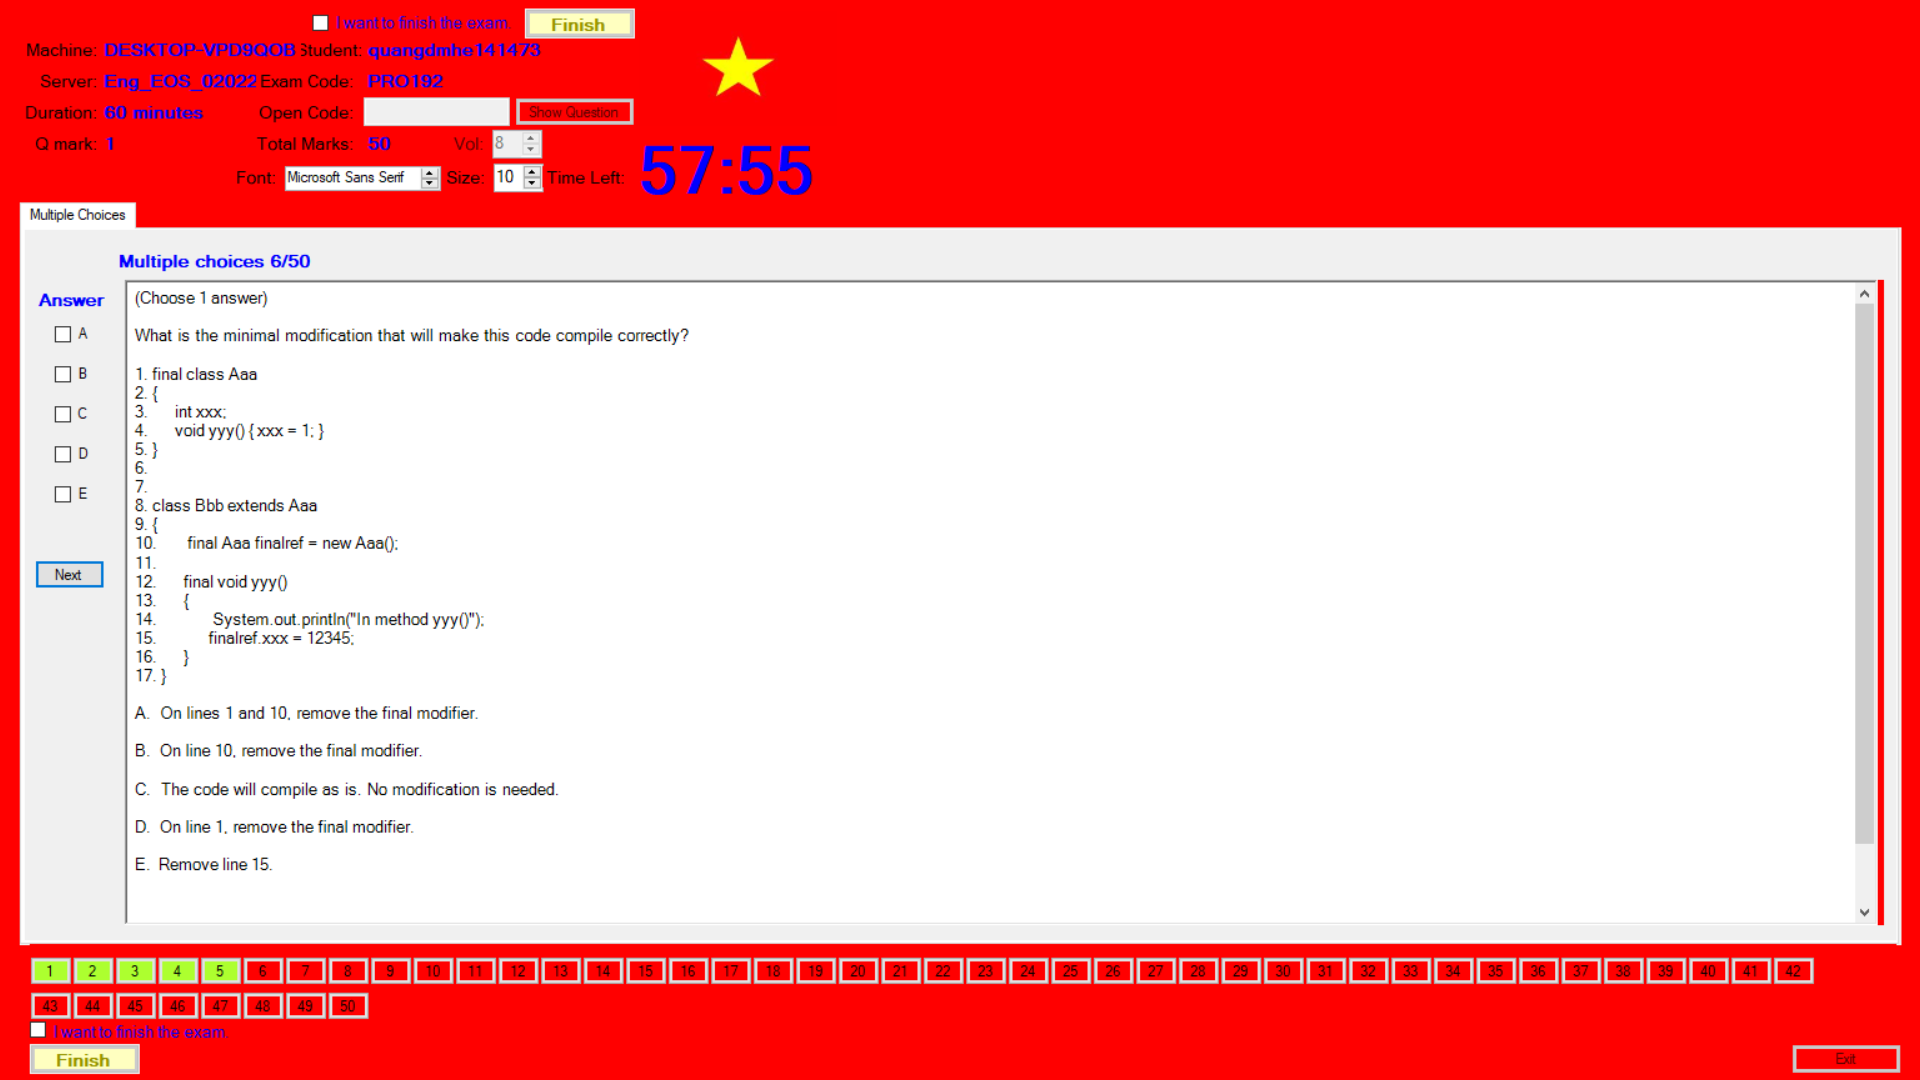 I want to finish the exam.
Finish
Machine: DESKTOP-VPD9QOB Student: quangdmhe141473
Server: Eng_EOS_02022 Exam Code: PRO192
Duration: 60 minutes Open Code: Show Question
Q mark: 1 Total Marks: 50 Vol: 8
Font: Microsoft Sans Serif Size: 10 Time Left: 57:55
Multiple Choices
Multiple choices 6/50
Answer
A
B
C
D
E
Next
(Choose 1 answer)
What is the minimal modification that will make this code compile correctly?
1. final class Aaa
2. {
3. int xxx;
4. void yyy() { xxx = 1; }
5. }
6.
7.
8. class Bbb extends Aaa
9. {
10. final Aaa finalref = new Aaa();
11.
12. final void yyy()
13. {
14. System.out.println("In method yyy()");
15. finalref.xxx = 12345;
16. }
17. }
A. On lines 1 and 10, remove the final modifier.
B. On line 10, remove the final modifier.
C. The code will compile as is. No modification is needed.
D. On line 1, remove the final modifier.
E. Remove line 15.
1 2 3 4 5 6 7 8 9 10 11 12 13 14 15 16 17 18 19 20 21 22 23 24 25 26 27 28 29 30 31 32 33 34 35 36 37 38 39 40 41 42
43 44 45 46 47 48 49 50
I want to finish the exam.
Finish
Exit